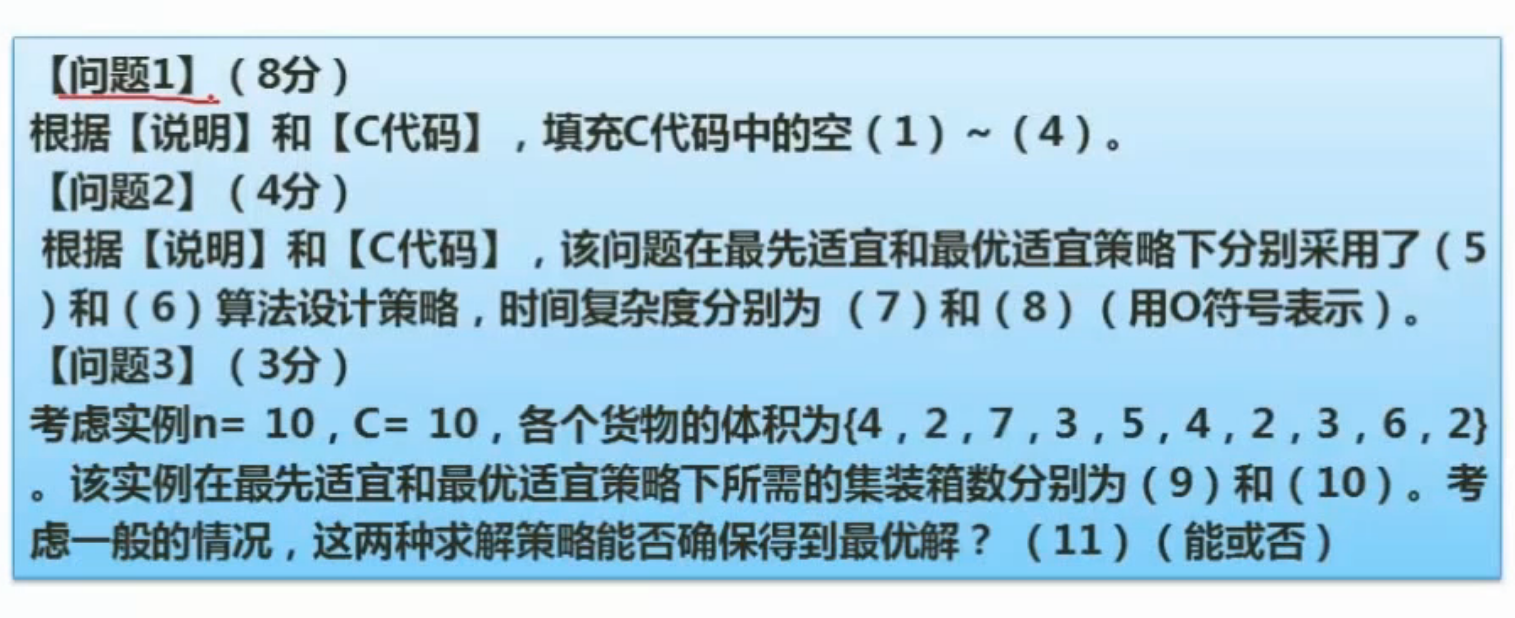 【问题1】(8分)
根据【说明】和【C代码】,填充C代码中的空(1)~(4)。
【问题2】(4分)
根据【说明】和【C代码】,该问题在最先适宜和最优适宜策略下分别采用了(5
)和(6)算法设计策略,时间复杂度分别为 (7)和(8)(用O符号表示)。
【问题3】(3分)
考虑实例n= 10,C= 10,各个货物的体积为{4,2,7,3,5,4,2,3,6,2}
。该实例在最先适宜和最优适宜策略下所需的集装箱数分别为(9)和(10)。考
虑一般的情况,这两种求解策略能否确保得到最优解? (11)(能或否)